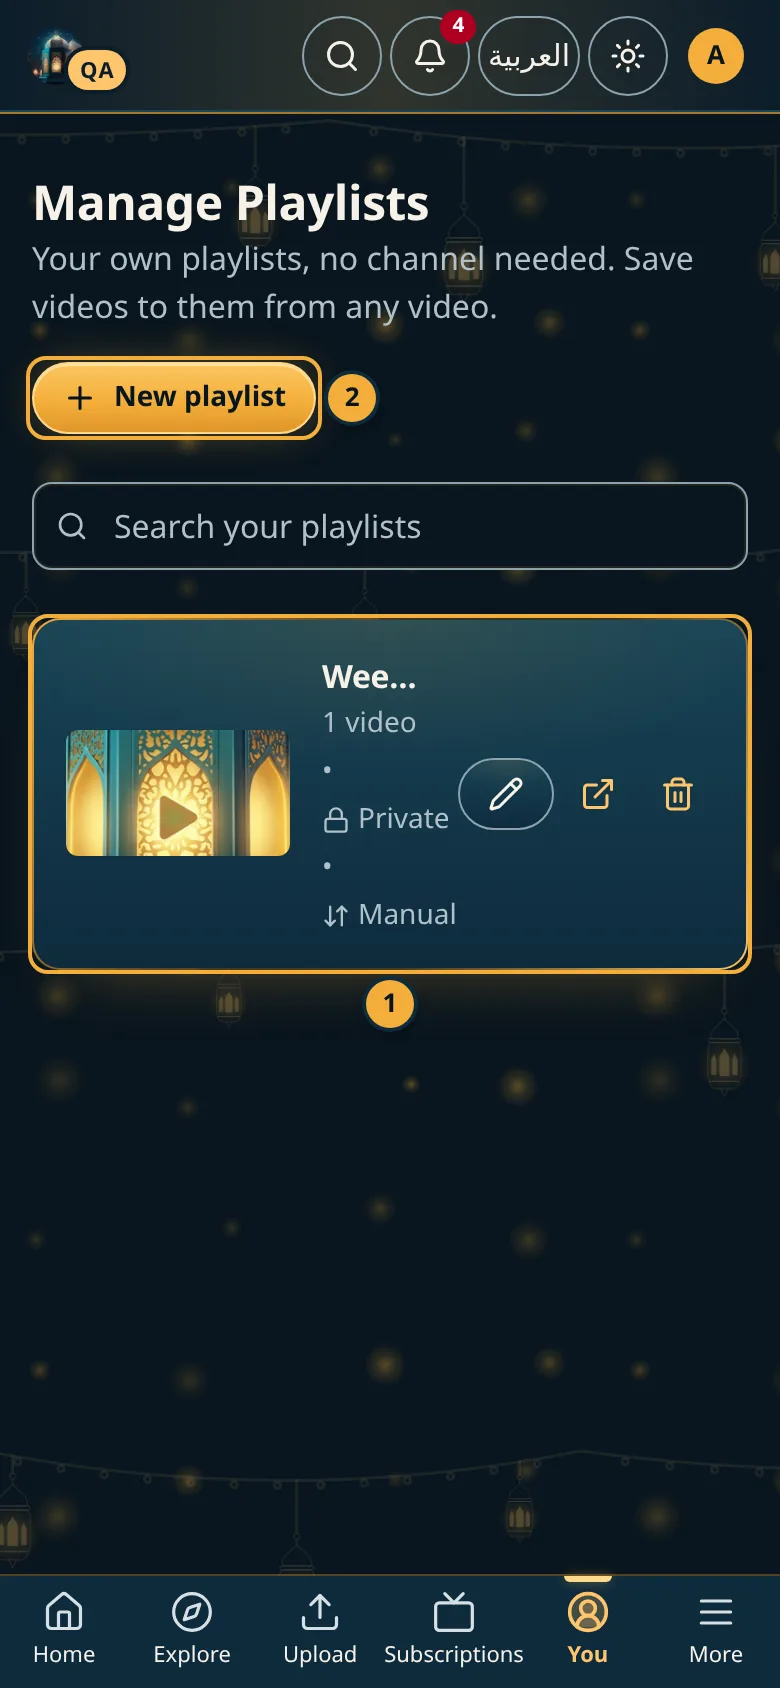 QA
4
العربية
A
Manage Playlists
Your own playlists, no channel needed. Save
videos to them from any video.
New playlist
2
Search your playlists
Wee...
1 video
•
Private
•
Manual
1
Home
Explore
Upload
Subscriptions
You
More